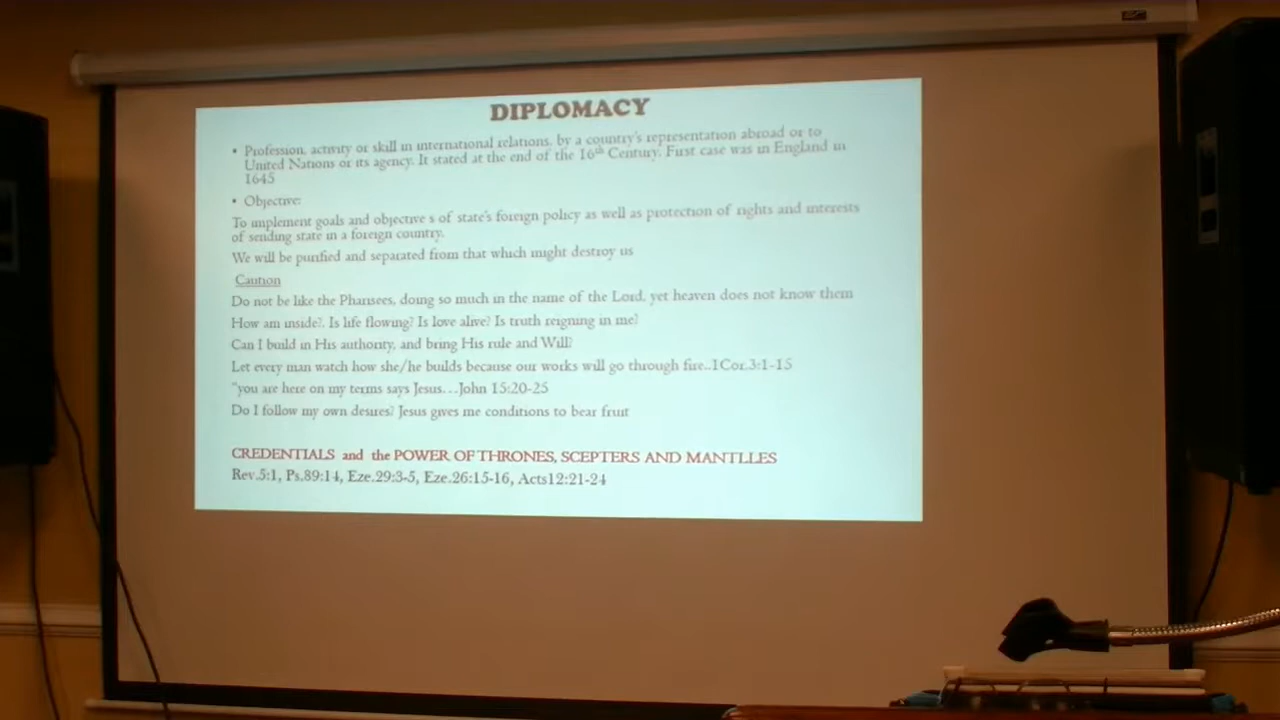 DIPLOMACY
• Profession, activity or skill in international relations, by a country's representation abroad or to
United Nations or its agency. It stated at the end of the 16th Century. First case was in England in
1645
• Objective:
To implement goals and objective s of state's foreign policy as well as protection of rights and interests
of sending state in a foreign country.
We will be purified and separated from that which might destroy us
Caution
Do not be like the Pharisees, doing so much in the name of the Lord, yet heaven does not know them
How am inside?. Is life flowing? Is love alive? Is truth reigning in me?
Can I build in His authority, and bring His rule and Will?
Let every man watch how she/he builds because our works will go through fire..1Cor.3:1-15
"you are here on my terms says Jesus...John 15:20-25
Do I follow my own desires? Jesus gives me conditions to bear fruit
CREDENTIALS and the POWER OF THRONES, SCEPTERS AND MANTLLES
Rev.5:1, Ps.89:14, Eze.29:3-5, Eze.26:15-16, Acts12:21-24